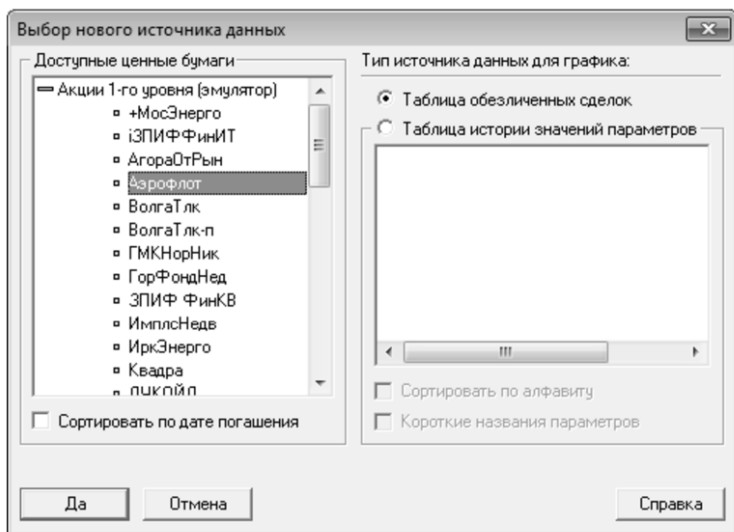 Выбор нового источника данных
Доступные ценные бумаги
Акции 1-го уровня (эмулятор)
+МосЭнерго
iЗПИФФинИТ
АгораОтРын
Аэрофлот
ВолгаТлк
ВолгаТлк-п
ГМКНорНик
ГорФондНед
ЗПИФ ФинКВ
ИмплсНедв
ИркЭнерго
Квадра
ЛУКОЙЛ
Сортировать по дате погашения
Тип источника данных для графика:
Таблица обезличенных сделок
Таблица истории значений параметров
Сортировать по алфавиту
Короткие названия параметров
Да
Отмена
Справка